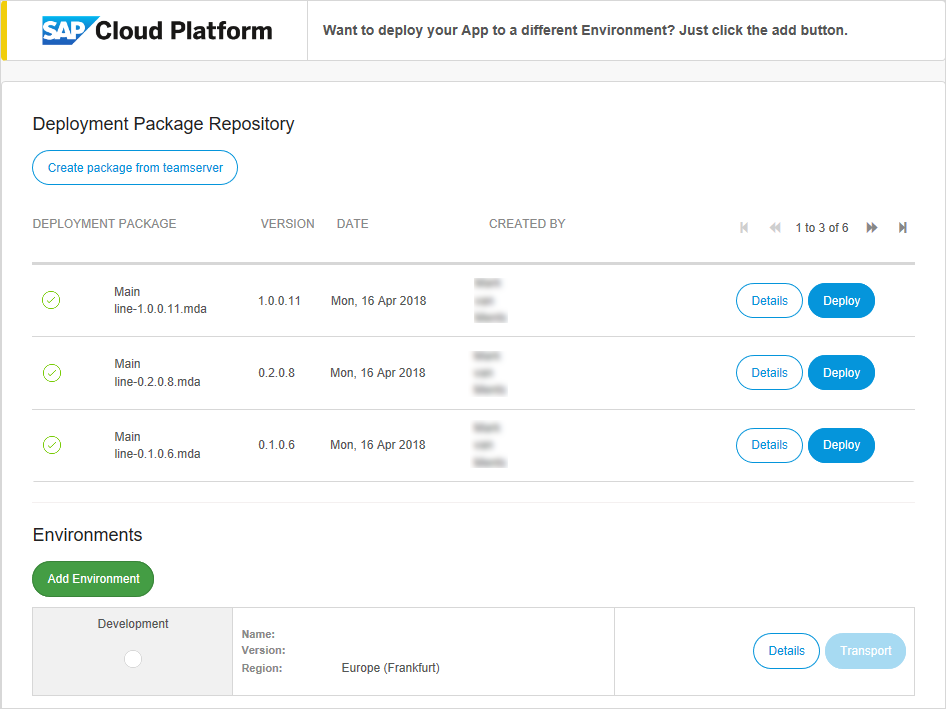 SAP Cloud Platform
Want to deploy your App to a different Environment? Just click the add button.
Deployment Package Repository
Create package from teamserver
DEPLOYMENT PACKAGE VERSION DATE CREATED BY 1 to 3 of 6
Main
line-1.0.0.11.mda 1.0.0.11 Mon, 16 Apr 2018 Details Deploy
Main
line-0.2.0.8.mda 0.2.0.8 Mon, 16 Apr 2018 Details Deploy
Main
line-0.1.0.6.mda 0.1.0.6 Mon, 16 Apr 2018 Details Deploy
Environments
Add Environment
Development
Name:
Version:
Region: Europe (Frankfurt)
Details Transport